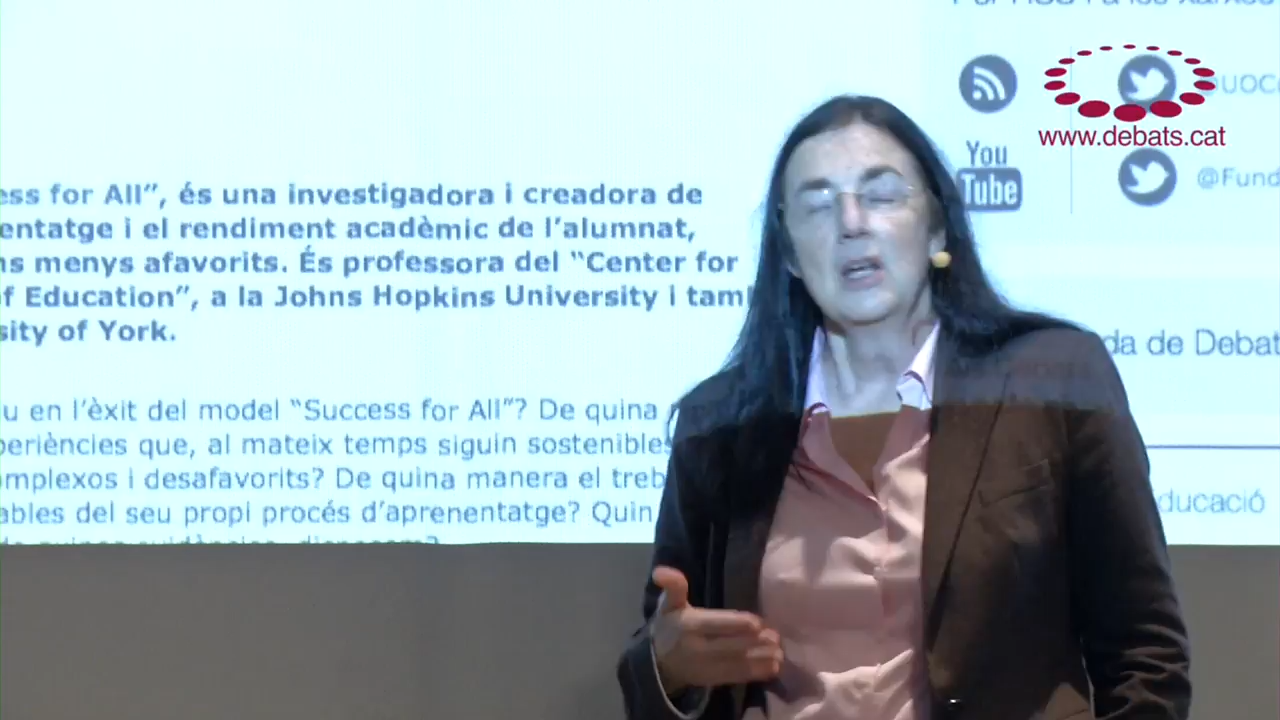 ess for All”, és una investigadora i creadora de
entatge i el rendiment acadèmic de l’alumnat,
ns menys afavorits. És professora del “Center for
f Education”, a la Johns Hopkins University i tam
sity of York.
u en l’èxit del model “Success for All”? De quina
periències que, al mateix temps siguin sostenibles
omplexos i desafavorits? De quina manera el treb
ables del seu propi procés d’aprenentatge? Quin
You
Tube
www.debats.cat
@Fund
da de Debat
ducació